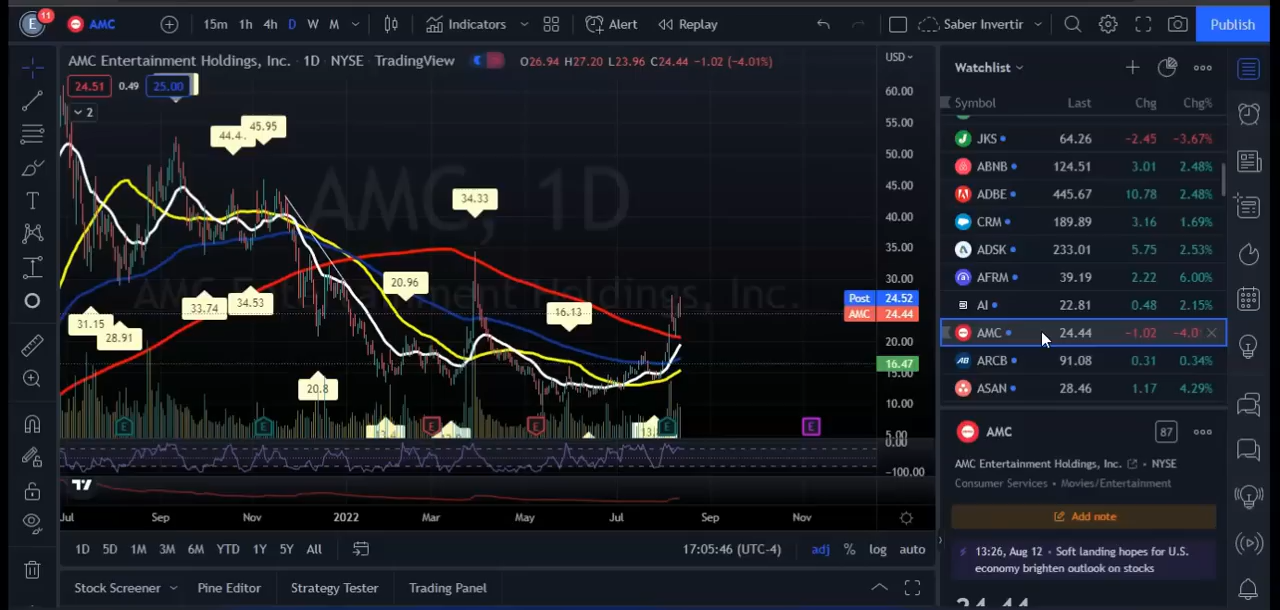 E 11 AMC 15m 1h 4h D W M Indicators Alert Replay Saber Invertir Publish
AMC Entertainment Holdings, Inc. · 1D · NYSE TradingView O26.94 H27.20 L23.96 C24.44 −1.02 (−4.01%)
24.51 0.49 25.00
2
AMC, 1D
AMC Entertainment Holdings, Inc.
44.4
45.95
34.33
20.96
33.74
34.53
31.15
28.91
16.13
20.8
USD
60.00
55.00
50.00
45.00
40.00
35.00
30.00
Post 24.52
AMC 24.44
20.00
16.47
15.00
10.00
5.00
0.00
−100.00
E E E E E E
Jul Sep Nov 2022 Mar May Jul Sep Nov
1D 5D 1M 3M 6M YTD 1Y 5Y All 17:05:46 (UTC-4) adj % log auto
Stock Screener Pine Editor Strategy Tester Trading Panel
Watchlist
Symbol Last Chg Chg%
JKS 64.26 −2.45 −3.67%
ABNB 124.51 3.01 2.48%
ADBE 445.67 10.78 2.48%
CRM 189.89 3.16 1.69%
ADSK 233.01 5.75 2.53%
AFRM 39.19 2.22 6.00%
AI 22.81 0.48 2.15%
AMC 24.44 −1.02 −4.0
ARCB 91.08 0.31 0.34%
ASAN 28.46 1.17 4.29%
AMC 87
AMC Entertainment Holdings, Inc. · NYSE
Consumer Services · Movies/Entertainment
Add note
13:26, Aug 12 · Soft landing hopes for U.S.
economy brighten outlook on stocks
24.44